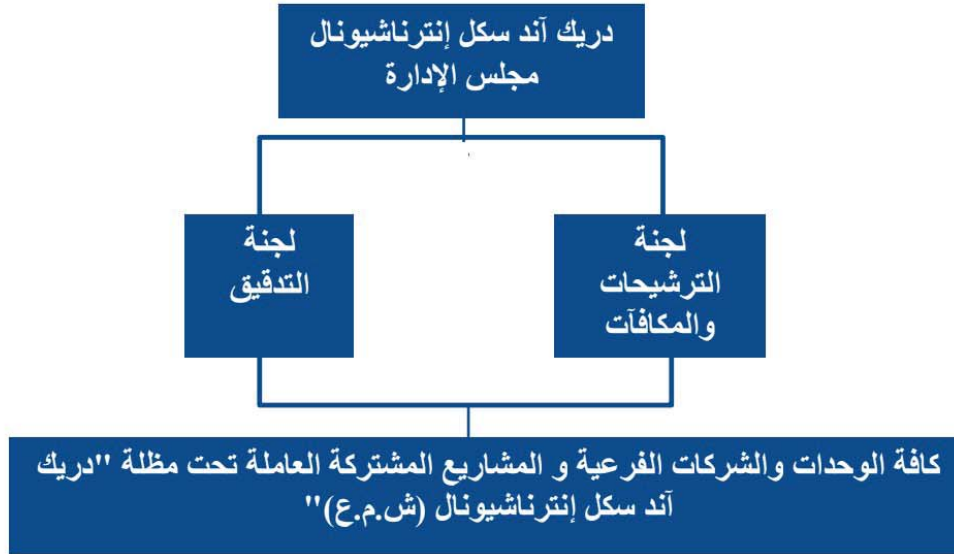 دريك آند سكل إنترناشيونال
مجلس الإدارة
لجنة
الترشيحات
والمكافآت
لجنة
التدقيق
كافة الوحدات والشركات الفرعية و المشاريع المشتركة العاملة تحت مظلة "دريك
آند سكل إنترناشيونال (ش.م.ع)"